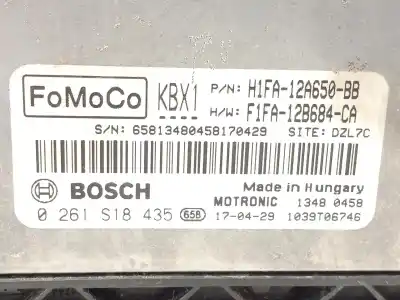 FoMoCo KBX1 P/N: H1FA-12A650-BB
H/W: F1FA-12B684-CA
S/N: 65813480458170429 SITE: DZL7C
BOSCH Made in Hungary
MOTRONIC 1348 0458
0 261 S18 435 658 17-04-29 1039T06746